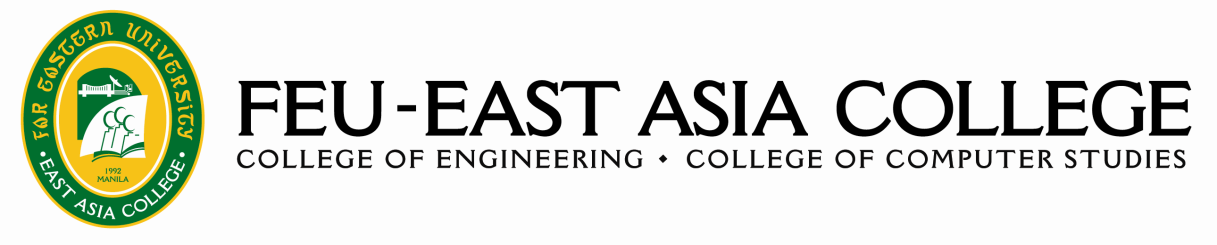 FAR EASTERN UNIVERSITY
1992
MANILA
• EAST ASIA COLLEGE •
FEU-EAST ASIA COLLEGE
COLLEGE OF ENGINEERING • COLLEGE OF COMPUTER STUDIES